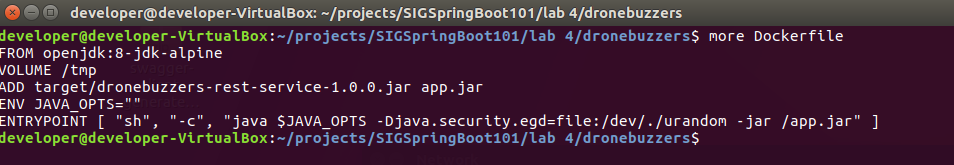 developer@developer-VirtualBox: ~/projects/SIGSpringBoot101/lab 4/dronebuzzers
developer@developer-VirtualBox:~/projects/SIGSpringBoot101/lab 4/dronebuzzers$ more Dockerfile
FROM openjdk:8-jdk-alpine
VOLUME /tmp
ADD target/dronebuzzers-rest-service-1.0.0.jar app.jar
ENV JAVA_OPTS=""
ENTRYPOINT [ "sh", "-c", "java $JAVA_OPTS -Djava.security.egd=file:/dev/./urandom -jar /app.jar" ]
developer@developer-VirtualBox:~/projects/SIGSpringBoot101/lab 4/dronebuzzers$